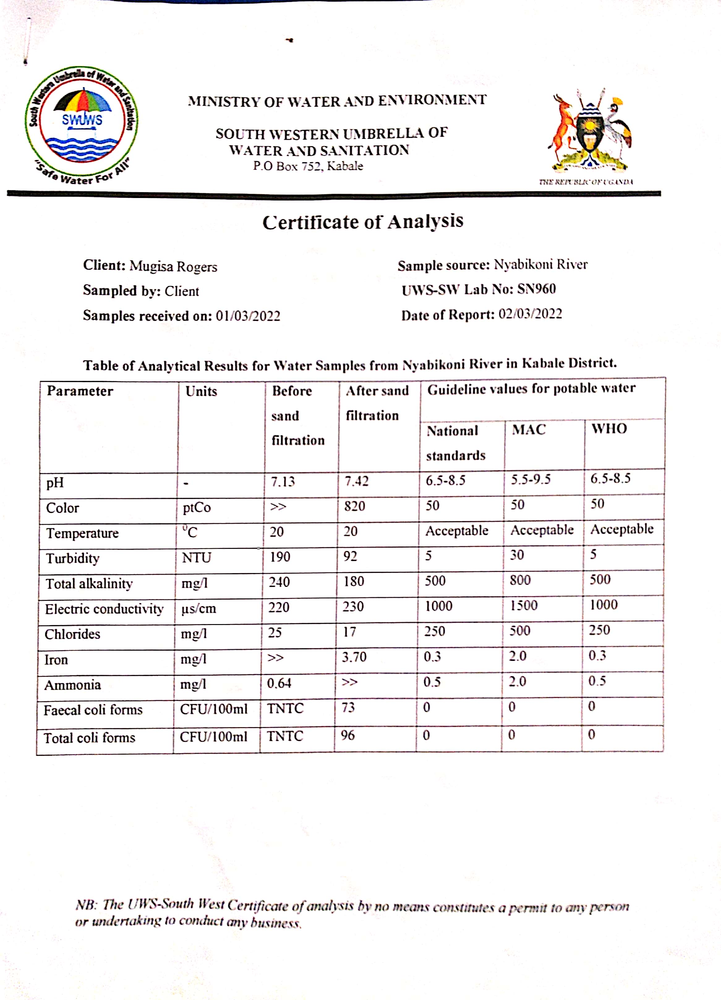 South Western Umbrella of Water and Sanitation
SWUWS
"Safe Water For All"
MINISTRY OF WATER AND ENVIRONMENT
SOUTH WESTERN UMBRELLA OF
WATER AND SANITATION
P.O Box 752, Kabale
THE REPUBLIC OF UGANDA
Certificate of Analysis
Client: Mugisa Rogers Sample source: Nyabikoni River
Sampled by: Client UWS-SW Lab No: SN960
Samples received on: 01/03/2022 Date of Report: 02/03/2022
Table of Analytical Results for Water Samples from Nyabikoni River in Kabale District.
Parameter Units Before sand filtration After sand filtration Guideline values for potable water
National standards MAC WHO
pH - 7.13 7.42 6.5-8.5 5.5-9.5 6.5-8.5
Color ptCo >> 820 50 50 50
Temperature ⁰C 20 20 Acceptable Acceptable Acceptable
Turbidity NTU 190 92 5 30 5
Total alkalinity mg/l 240 180 500 800 500
Electric conductivity µs/cm 220 230 1000 1500 1000
Chlorides mg/l 25 17 250 500 250
Iron mg/l >> 3.70 0.3 2.0 0.3
Ammonia mg/l 0.64 >> 0.5 2.0 0.5
Faecal coli forms CFU/100ml TNTC 73 0 0 0
Total coli forms CFU/100ml TNTC 96 0 0 0
NB: The UWS-South West Certificate of analysis by no means constitutes a permit to any person
or undertaking to conduct any business.